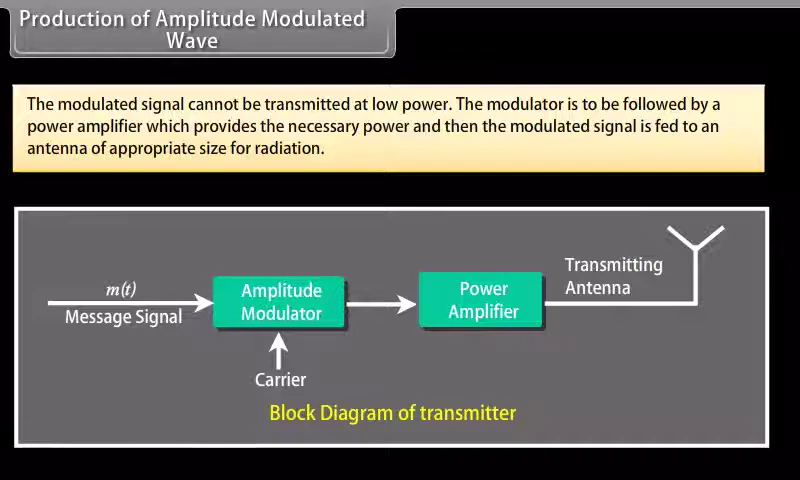 Production of Amplitude Modulated
Wave
The modulated signal cannot be transmitted at low power. The modulator is to be followed by a
power amplifier which provides the necessary power and then the modulated signal is fed to an
antenna of appropriate size for radiation.
m(t)
Message Signal
Amplitude
Modulator
Carrier
Power
Amplifier
Transmitting
Antenna
Block Diagram of transmitter